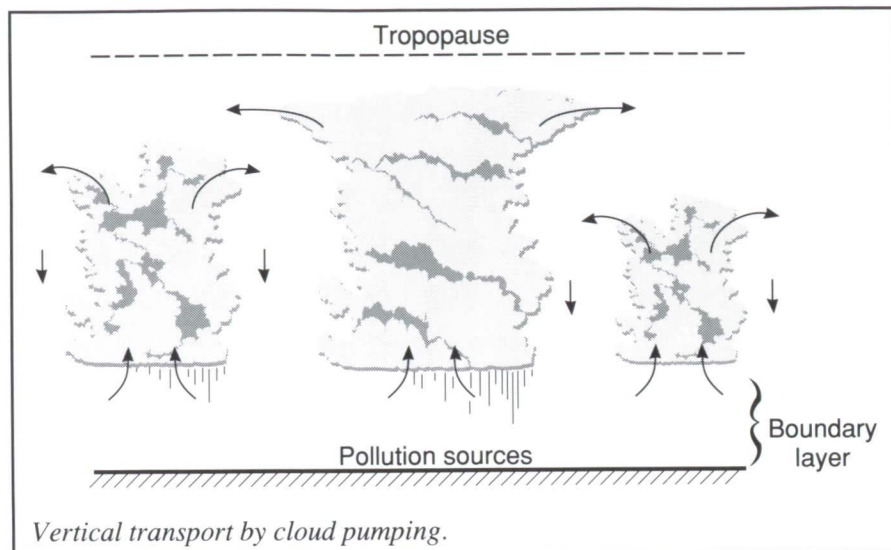 Tropopause
Pollution sources
Boundary
layer
Vertical transport by cloud pumping.